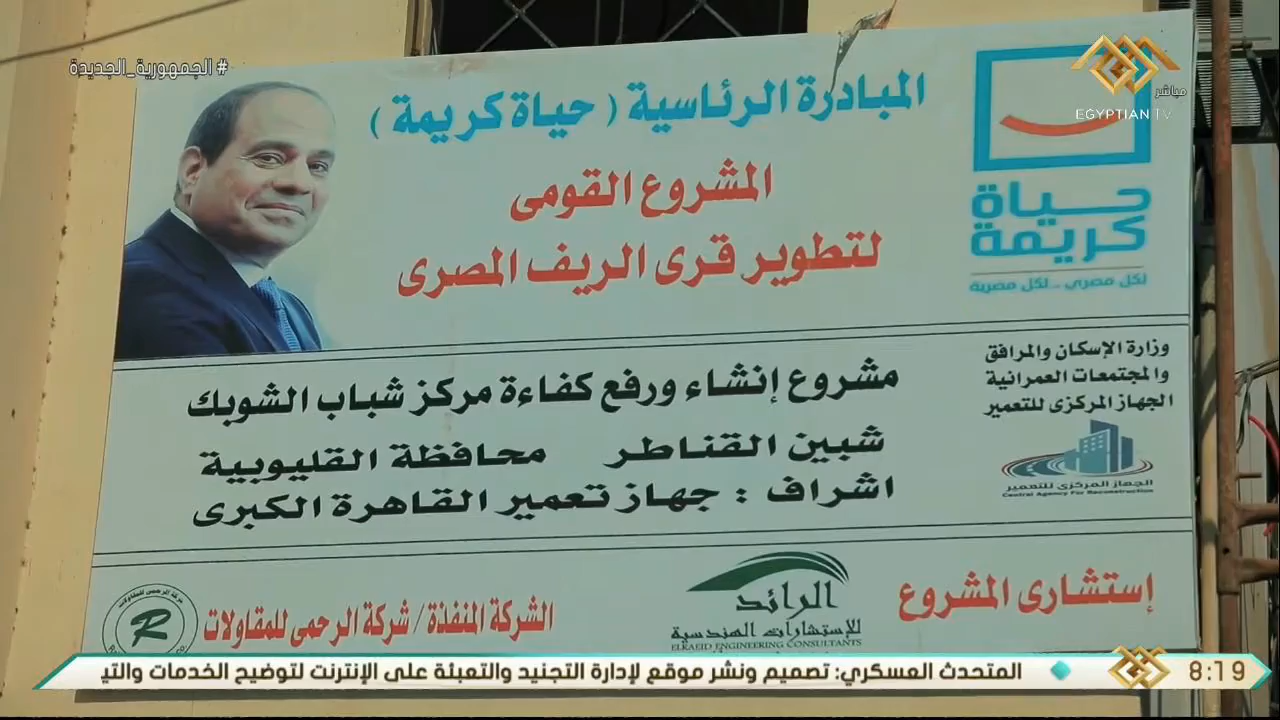 #الجمهورية_الجديدة
مباشر
EGYPTIAN TV
المبادرة الرئاسية ( حياة كريمة )
المشروع القومى
لتطوير قرى الريف المصرى
حياة
كريمة
لكل مصري .. لكل مصرية
وزارة الإسكان والمرافق
والمجتمعات العمرانية
الجهاز المركزى للتعمير
الجهاز المركزى للتعمير
Central Agency For Reconstruction
مشروع إنشاء ورفع كفاءة مركز شباب الشوبك
شبين القناطر محافظة القليوبية
اشراف : جهاز تعمير القاهرة الكبرى
إستشارى المشروع
الرائد
للإستشارات الهندسية
ELRAEID ENGINEERING CONSULTANTS
الشركة المنفذة / شركة الرحمى للمقاولات
شركة الرحمى للمقاولات
R
8:19
المتحدث العسكري: تصميم ونشر موقع لإدارة التجنيد والتعبئة على الإنترنت لتوضيح الخدمات والتي